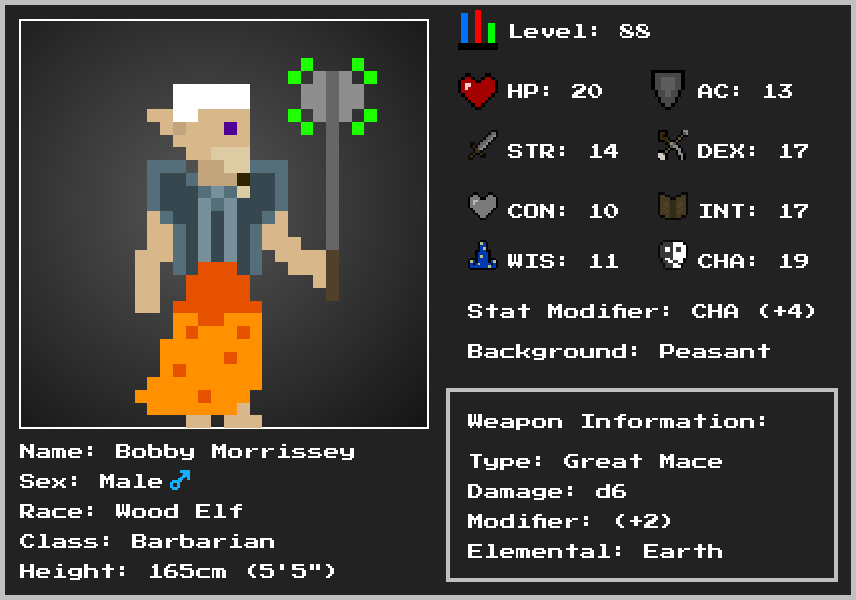 Level: 88
HP: 20 AC: 13
STR: 14 DEX: 17
CON: 10 INT: 17
WIS: 11 CHA: 19
Stat Modifier: CHA (+4)
Background: Peasant
Weapon Information:
Type: Great Mace
Damage: d6
Modifier: (+2)
Elemental: Earth
Name: Bobby Morrissey
Sex: Male♂
Race: Wood Elf
Class: Barbarian
Height: 165cm (5'5")